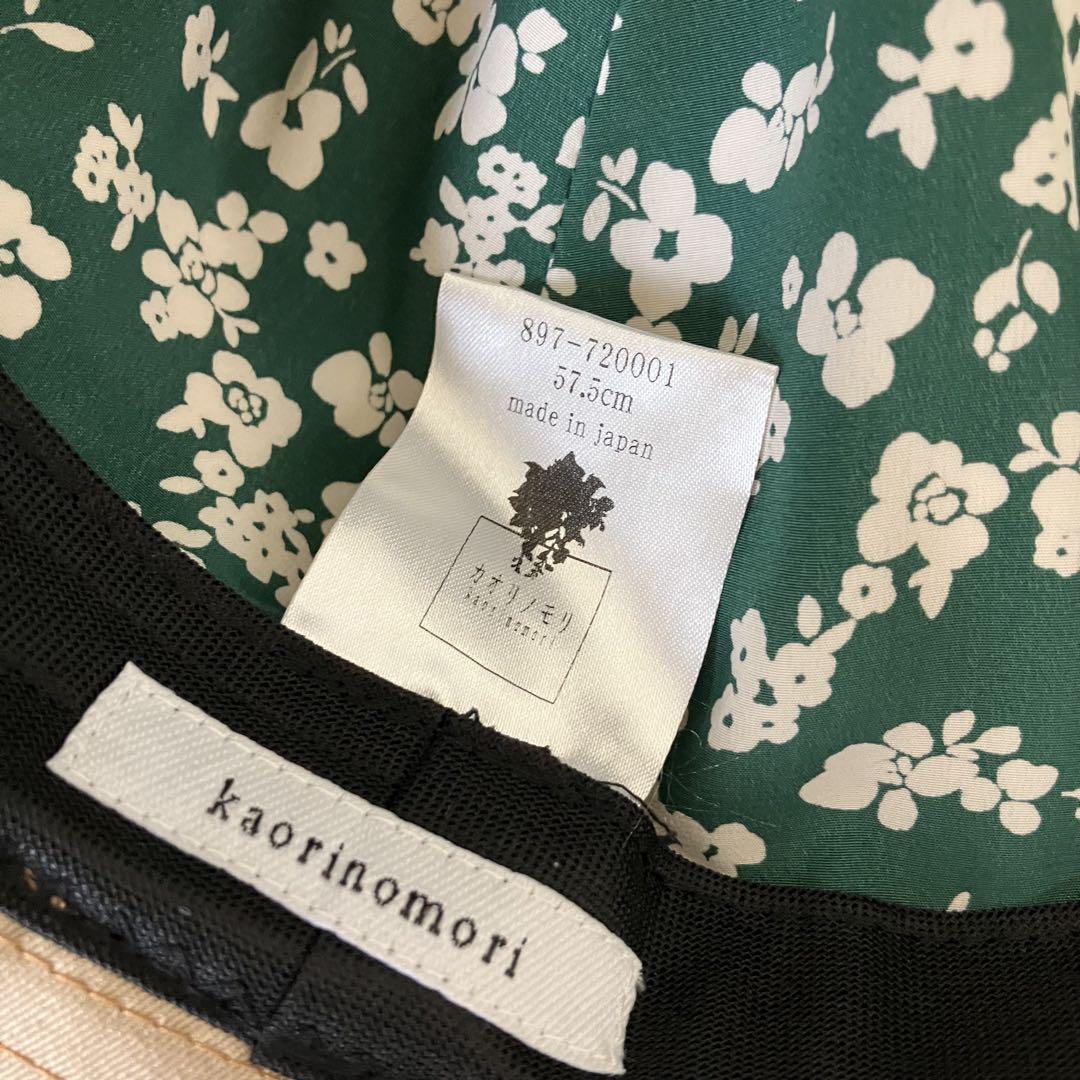 897-720001
57.5cm
made in japan
カオリノモリ
kaorinomori
kaorinomori